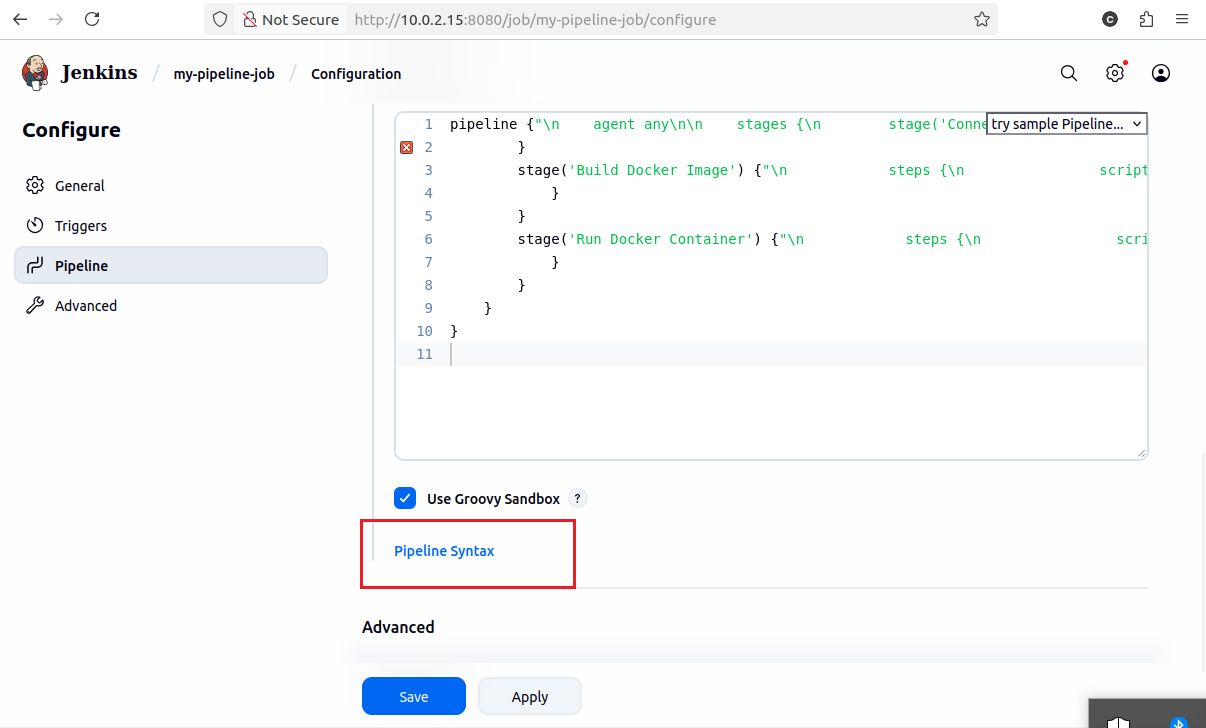 Not Secure http://10.0.2.15:8080/job/my-pipeline-job/configure C
Jenkins / my-pipeline-job / Configuration
Configure
General
Triggers
Pipeline
Advanced
1 pipeline {"\n    agent any\n\n    stages {\n        stage('Conne
try sample Pipeline...
2         }
3         stage('Build Docker Image') {"\n            steps {\n                script
4             }
5         }
6         stage('Run Docker Container') {"\n            steps {\n                scri
7             }
8         }
9     }
10 }
11
Use Groovy Sandbox ?
Pipeline Syntax
Advanced
Save Apply